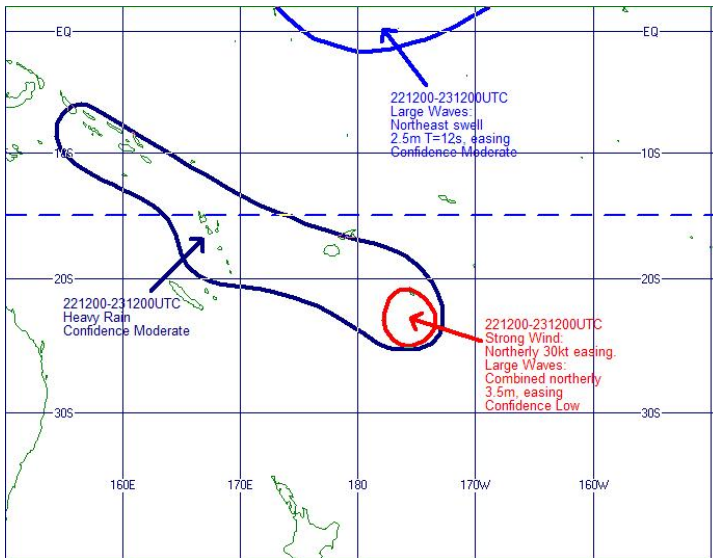 EQ
EQ
221200-231200UTC
Large Waves:
Northeast swell
2.5m T=12s, easing
Confidence Moderate
10S
10S
20S
20S
221200-231200UTC
Heavy Rain
Confidence Moderate
221200-231200UTC
Strong Wind:
Northerly 30kt easing.
Large Waves:
Combined northerly
3.5m, easing
Confidence Low
30S
30S
160E
170E
180
170W
160W